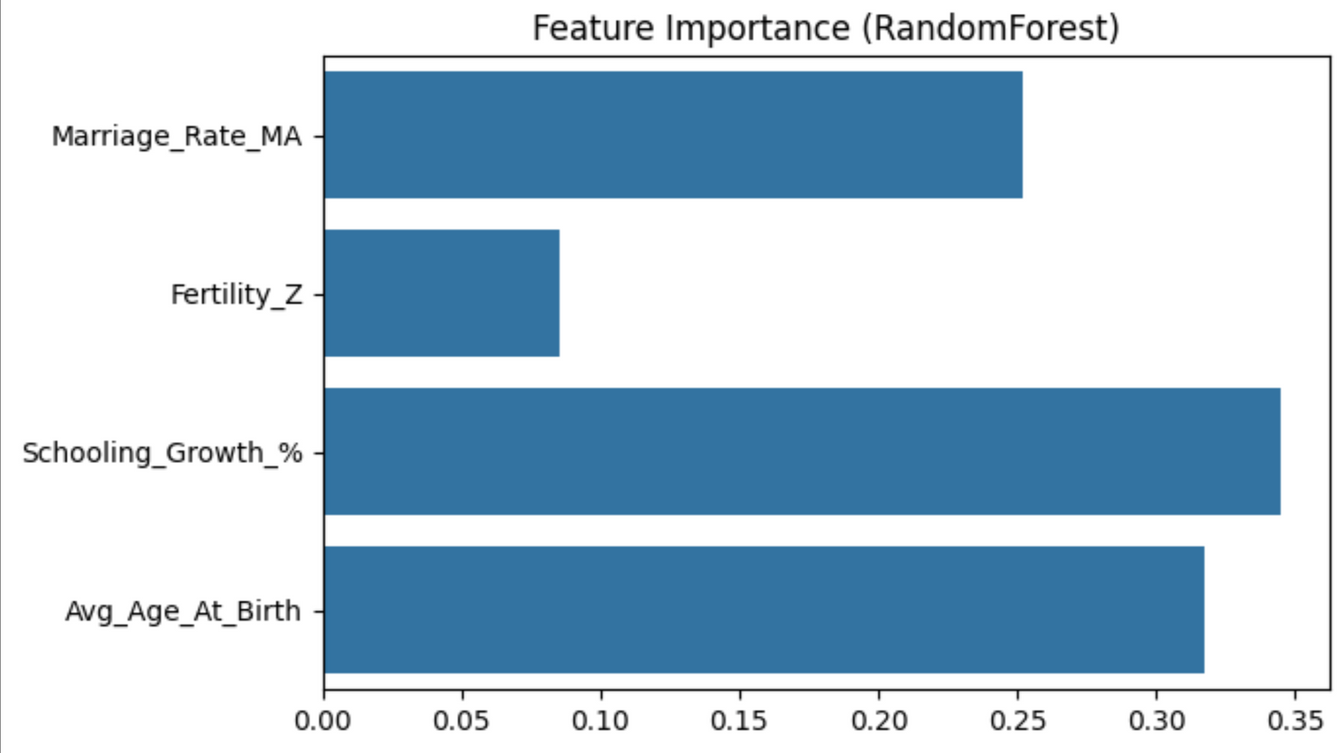 Feature Importance (RandomForest)
Marriage_Rate_MA
Fertility_Z
Schooling_Growth_%
Avg_Age_At_Birth
0.00 0.05 0.10 0.15 0.20 0.25 0.30 0.35